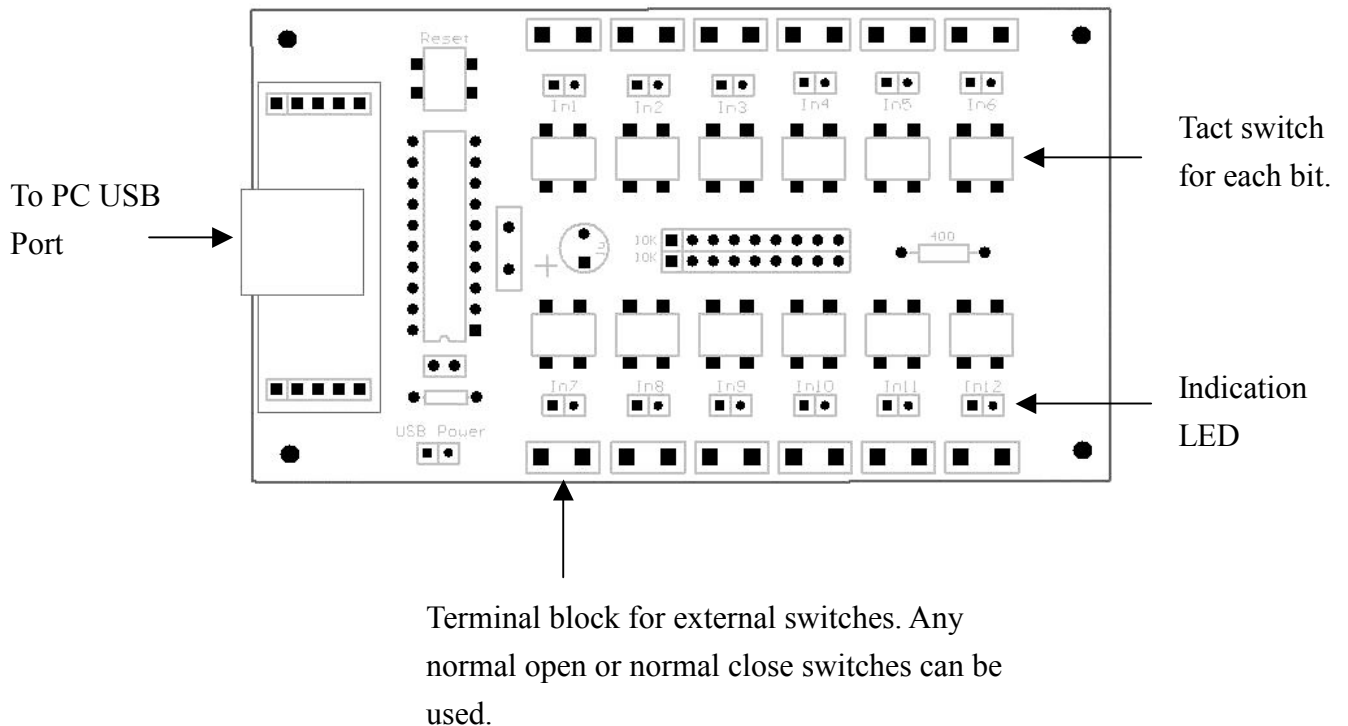 Reset
In1 In2 In3 In4 In5 In6
Tact switch
for each bit.
To PC USB
Port
10K
10K
400
+
In7 In8 In9 In10 In11 In12
USB Power
Indication
LED
Terminal block for external switches. Any
normal open or normal close switches can be
used.